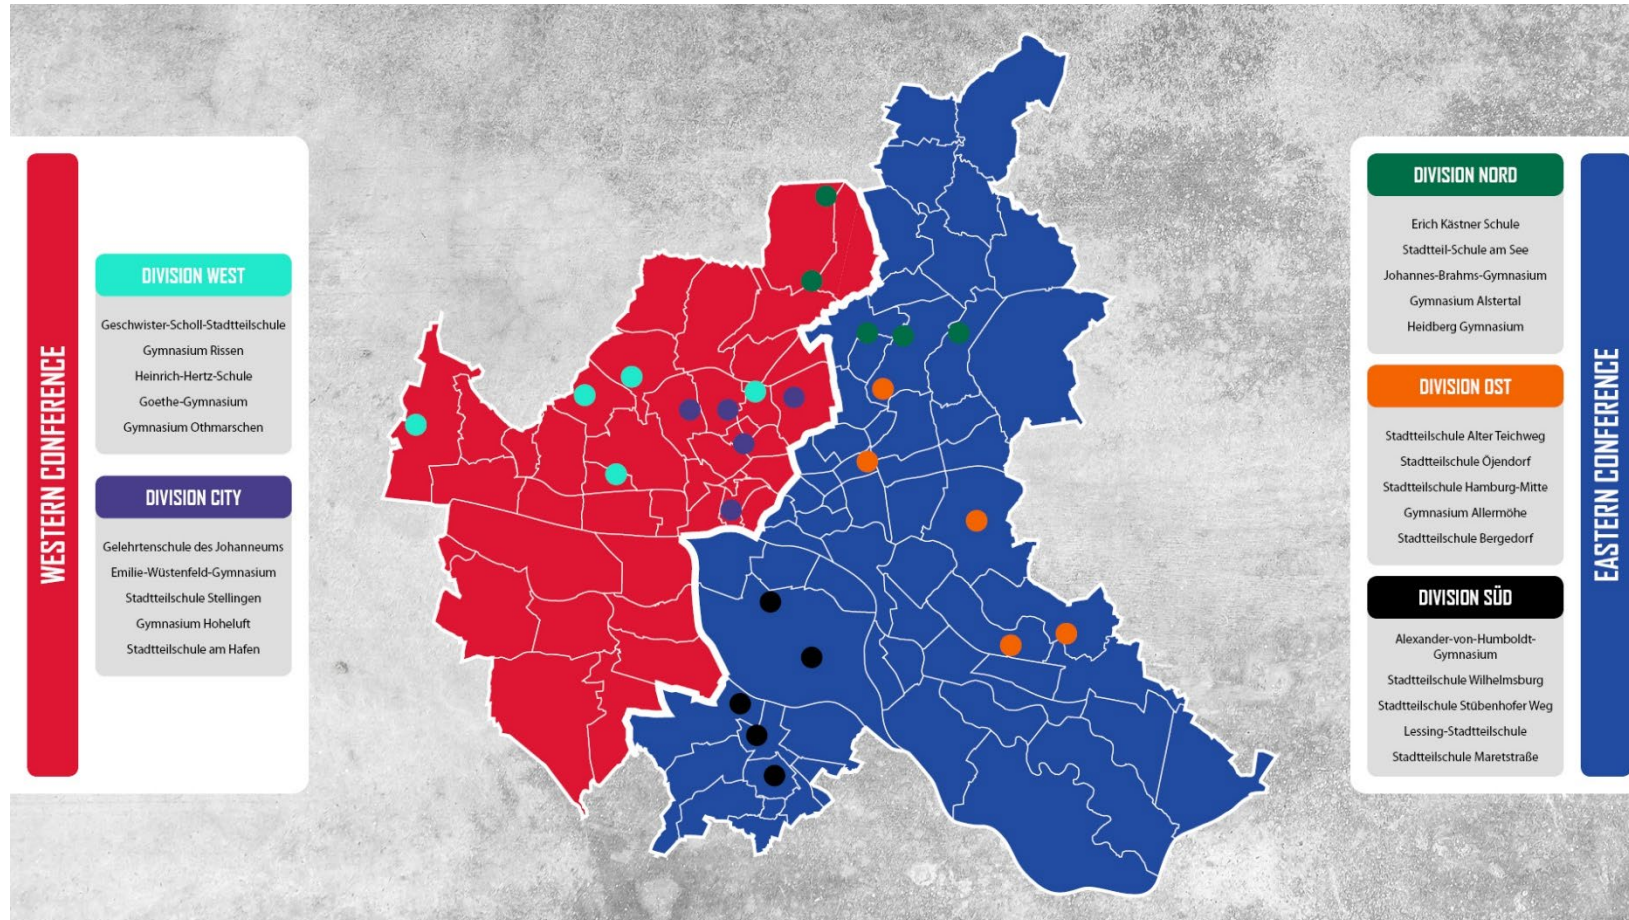 WESTERN CONFERENCE
DIVISION WEST
Geschwister-Scholl-Stadtteilschule
Gymnasium Rissen
Heinrich-Hertz-Schule
Goethe-Gymnasium
Gymnasium Othmarschen
DIVISION CITY
Gelehrtenschule des Johanneums
Emilie-Wüstenfeld-Gymnasium
Stadtteilschule Stellingen
Gymnasium Hoheluft
Stadtteilschule am Hafen
DIVISION NORD
Erich Kästner Schule
Stadtteil-Schule am See
Johannes-Brahms-Gymnasium
Gymnasium Alstertal
Heidberg Gymnasium
DIVISION OST
Stadtteilschule Alter Teichweg
Stadtteilschule Öjendorf
Stadtteilschule Hamburg-Mitte
Gymnasium Allermöhe
Stadtteilschule Bergedorf
DIVISION SÜD
Alexander-von-Humboldt-
Gymnasium
Stadtteilschule Wilhelmsburg
Stadtteilschule Stübenhofer Weg
Lessing-Stadtteilschule
Stadtteilschule Maretstraße
EASTERN CONFERENCE